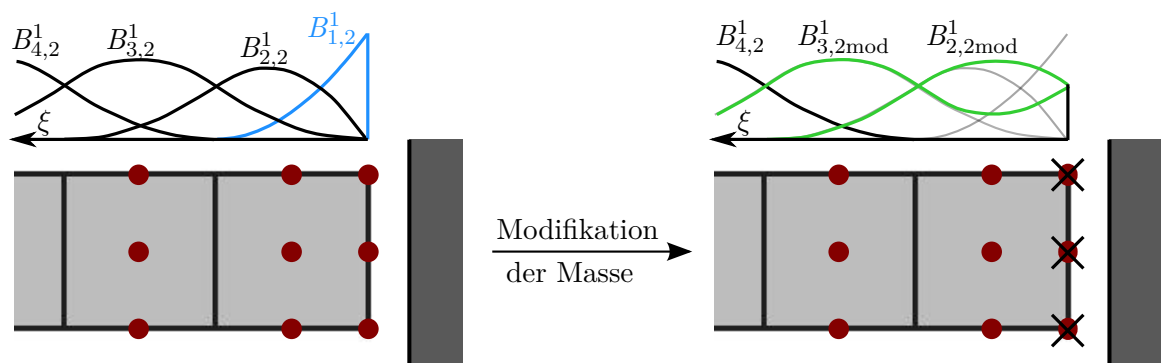 B¹₄,₂ B¹₃,₂ B¹₂,₂ B¹₁,₂
ξ
Modifikation
der Masse
B¹₄,₂ B¹₃,₂mod B¹₂,₂mod
ξ